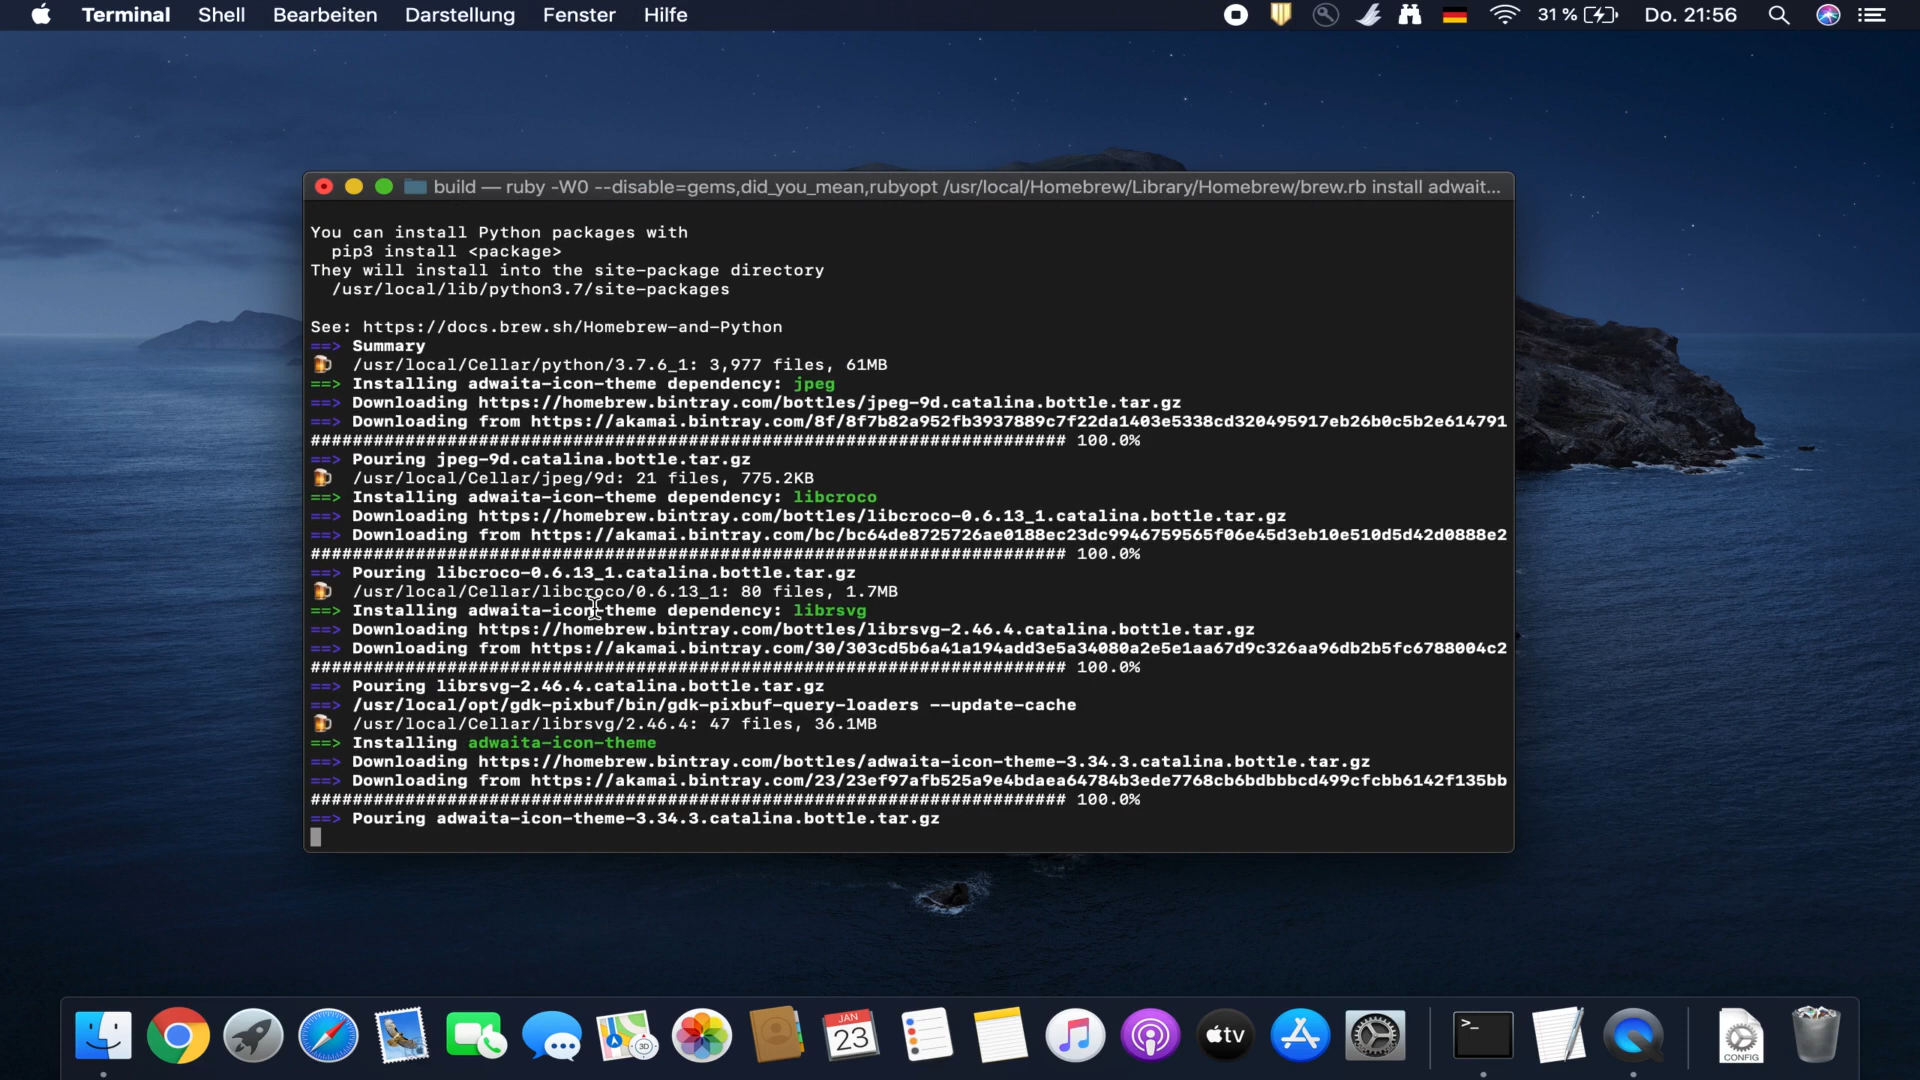 Terminal Shell Bearbeiten Darstellung Fenster Hilfe 31 % Do. 21:56
build — ruby -W0 --disable=gems,did_you_mean,rubyopt /usr/local/Homebrew/Library/Homebrew/brew.rb install adwait...
You can install Python packages with
pip3 install <package>
They will install into the site-package directory
/usr/local/lib/python3.7/site-packages
See: https://docs.brew.sh/Homebrew-and-Python
==> Summary
/usr/local/Cellar/python/3.7.6_1: 3,977 files, 61MB
==> Installing adwaita-icon-theme dependency: jpeg
==> Downloading https://homebrew.bintray.com/bottles/jpeg-9d.catalina.bottle.tar.gz
==> Downloading from https://akamai.bintray.com/8f/8f7b82a952fb3937889c7f22da1403e5338cd320495917eb26b0c5b2e614791
######################################################################## 100.0%
==> Pouring jpeg-9d.catalina.bottle.tar.gz
/usr/local/Cellar/jpeg/9d: 21 files, 775.2KB
==> Installing adwaita-icon-theme dependency: libcroco
==> Downloading https://homebrew.bintray.com/bottles/libcroco-0.6.13_1.catalina.bottle.tar.gz
==> Downloading from https://akamai.bintray.com/bc/bc64de8725726ae0188ec23dc9946759565f06e45d3eb10e510d5d42d0888e2
######################################################################## 100.0%
==> Pouring libcroco-0.6.13_1.catalina.bottle.tar.gz
/usr/local/Cellar/libcroco/0.6.13_1: 80 files, 1.7MB
==> Installing adwaita-icon-theme dependency: librsvg
==> Downloading https://homebrew.bintray.com/bottles/librsvg-2.46.4.catalina.bottle.tar.gz
==> Downloading from https://akamai.bintray.com/30/303cd5b6a41a194add3e5a34080a2e5e1aa67d9c326aa96db2b5fc6788004c2
######################################################################## 100.0%
==> Pouring librsvg-2.46.4.catalina.bottle.tar.gz
==> /usr/local/opt/gdk-pixbuf/bin/gdk-pixbuf-query-loaders --update-cache
/usr/local/Cellar/librsvg/2.46.4: 47 files, 36.1MB
==> Installing adwaita-icon-theme
==> Downloading https://homebrew.bintray.com/bottles/adwaita-icon-theme-3.34.3.catalina.bottle.tar.gz
==> Downloading from https://akamai.bintray.com/23/23ef97afb525a9e4bdaea64784b3ede7768cb6bdbbbcd499cfcbb6142f135bb
######################################################################## 100.0%
==> Pouring adwaita-icon-theme-3.34.3.catalina.bottle.tar.gz
3D
JAN
23
tv
>_
CONFIG